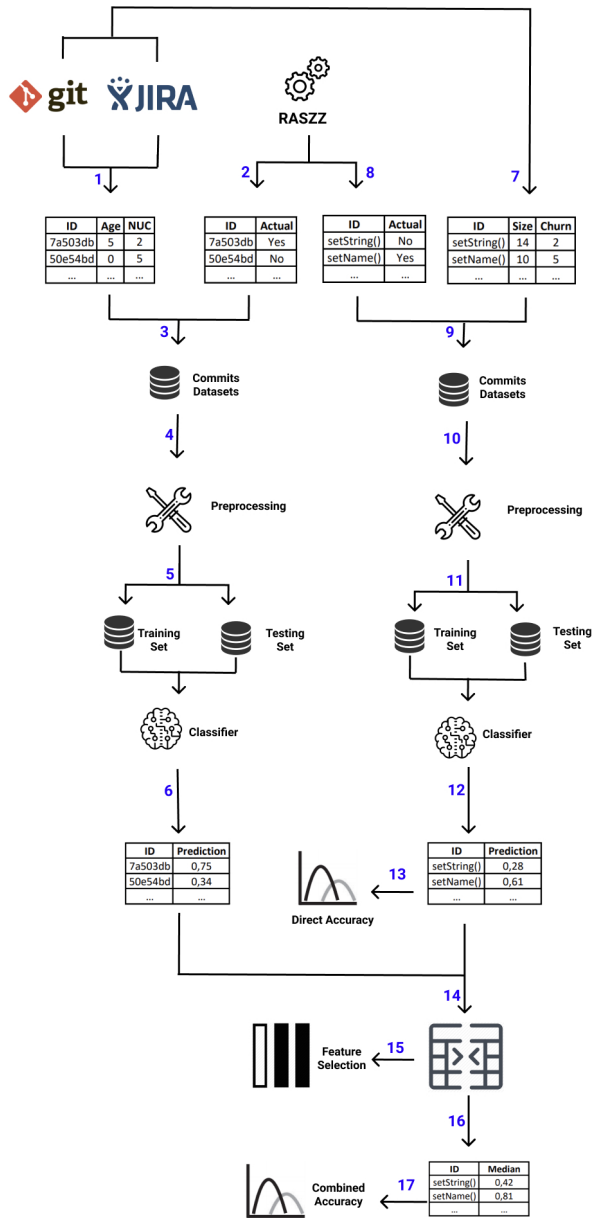 git JIRA
RASZZ
1 2 8 7
ID Age NUC
7a503db 5 2
50e54bd 0 5
... ... ...
ID Actual
7a503db Yes
50e54bd No
... ...
ID Actual
setString() No
setName() Yes
... ...
ID Size Churn
setString() 14 2
setName() 10 5
... ... ...
3 9
Commits
Datasets
Commits
Datasets
4 10
Preprocessing
Preprocessing
5 11
Training
Set
Testing
Set
Training
Set
Testing
Set
Classifier
Classifier
6 12
ID Prediction
7a503db 0,75
50e54bd 0,34
... ...
13
Direct Accuracy
ID Prediction
setString() 0,28
setName() 0,61
... ...
14
Feature
Selection
15
16
Combined
Accuracy
17
ID Median
setString() 0,42
setName() 0,81
... ...